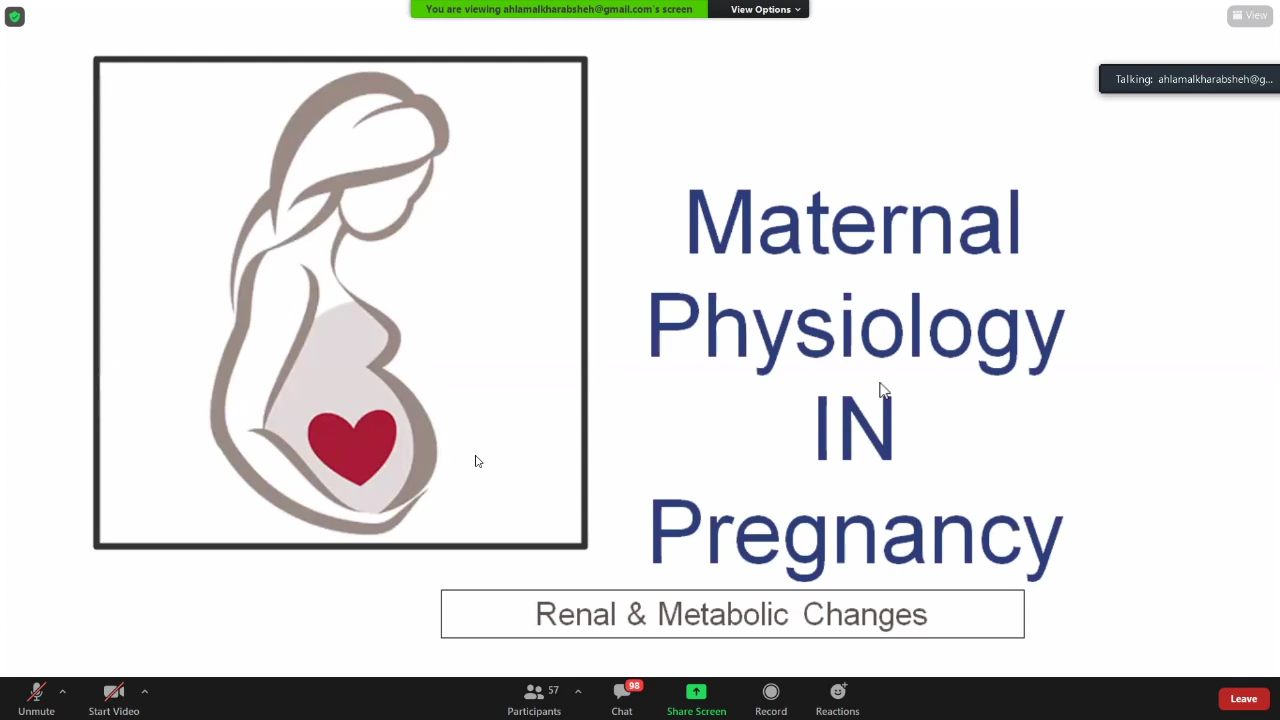 You are viewing ahlamalkharabsheh@gmail.com's screen
View Options
View
Talking: ahlamalkharabsheh@g...
Maternal
Physiology
IN
Pregnancy
Renal & Metabolic Changes
Unmute
Start Video
57
Participants
98
Chat
Share Screen
Record
Reactions
Leave